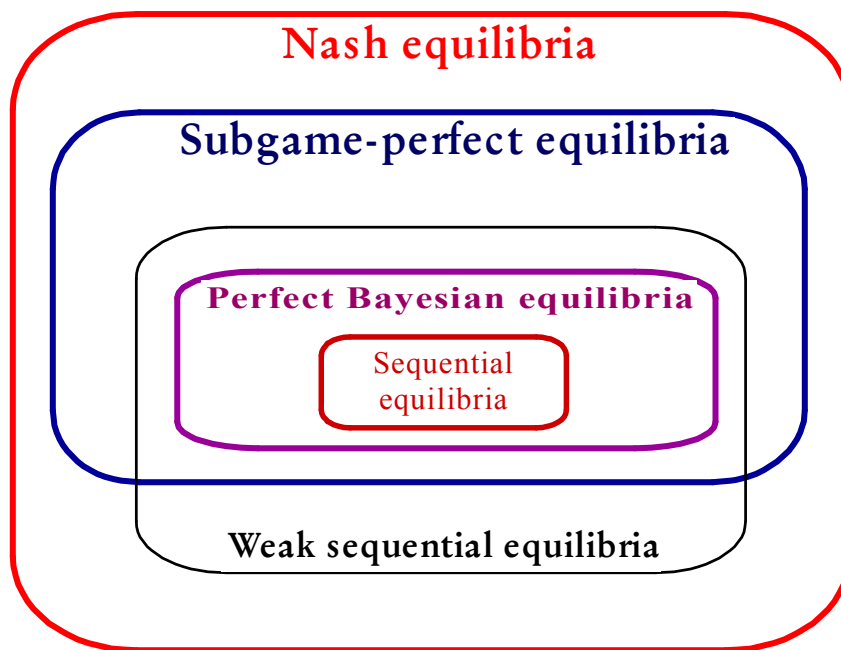 Nash equilibria
Subgame-perfect equilibria
Perfect Bayesian equilibria
Sequential
equilibria
Weak sequential equilibria